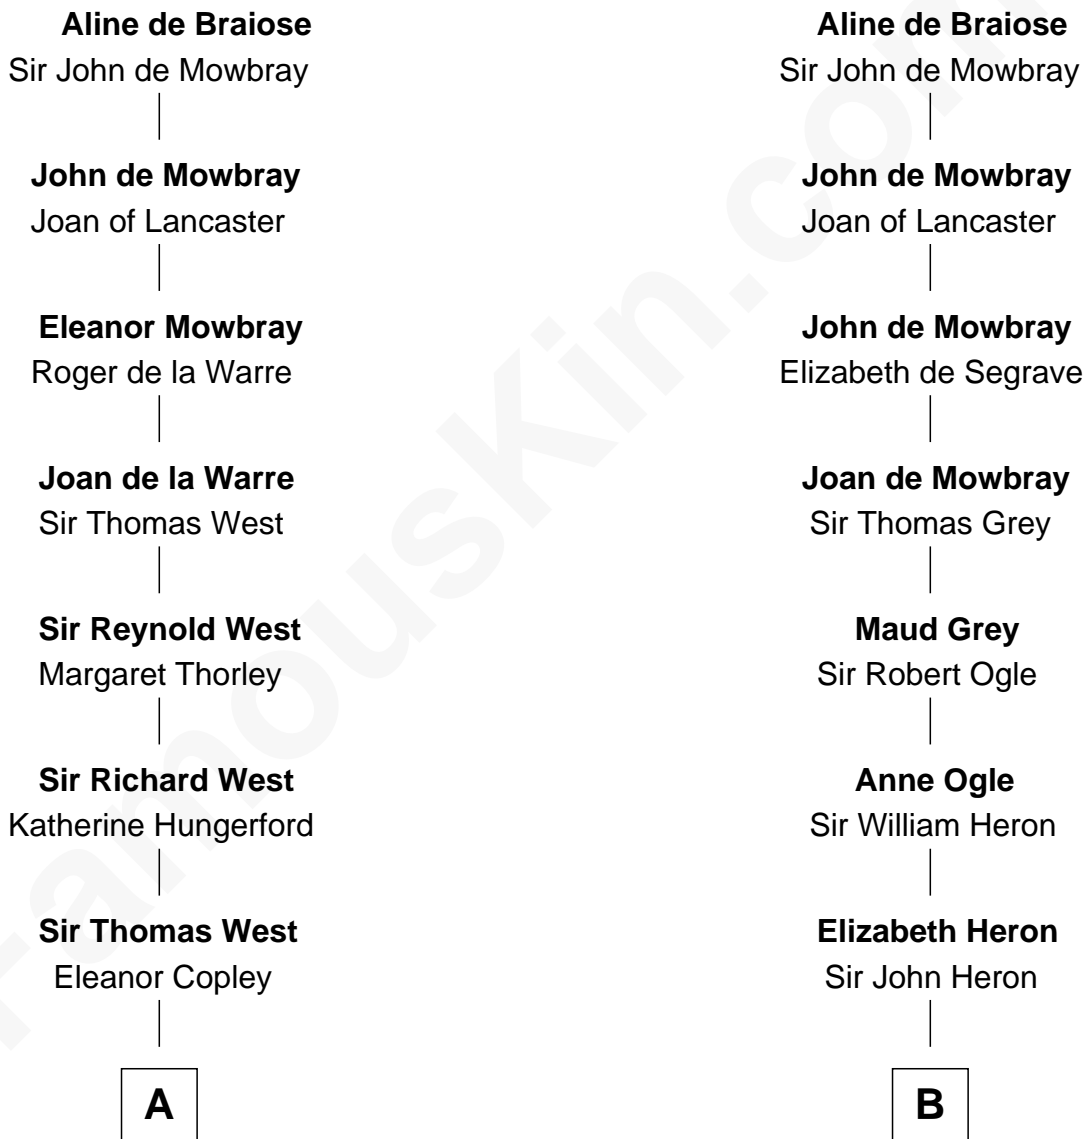 Aline de Braiose
Sir John de Mowbray
John de Mowbray
Joan of Lancaster
Eleanor Mowbray
Roger de la Warre
Joan de la Warre
Sir Thomas West
Sir Reynold West
Margaret Thorley
Sir Richard West
Katherine Hungerford
Sir Thomas West
Eleanor Copley
A
Aline de Braiose
Sir John de Mowbray
John de Mowbray
Joan of Lancaster
John de Mowbray
Elizabeth de Segrave
Joan de Mowbray
Sir Thomas Grey
Maud Grey
Sir Robert Ogle
Anne Ogle
Sir William Heron
Elizabeth Heron
Sir John Heron
B
FamousKin.com